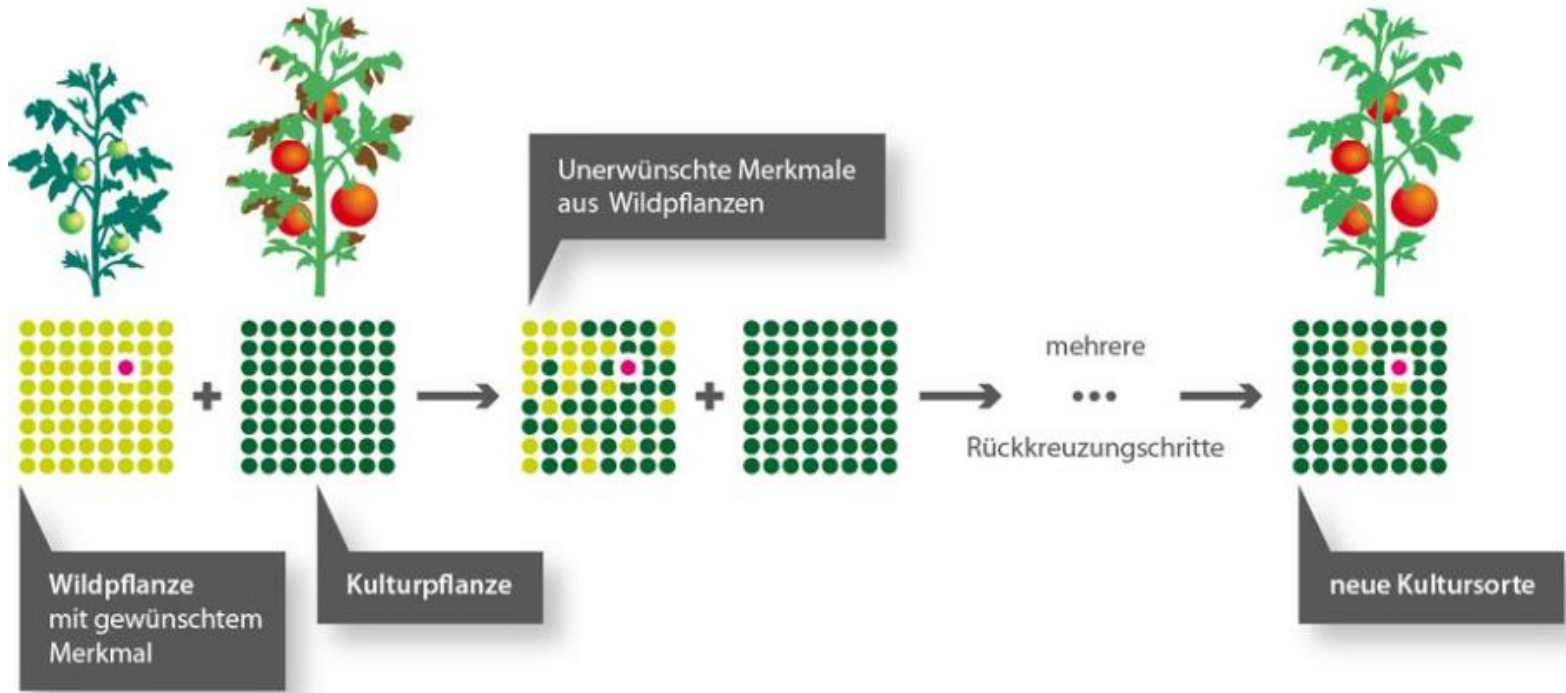 Unerwünschte Merkmale
aus Wildpflanzen
mehrere
Rückkreuzungschritte
Wildpflanze
mit gewünschtem
Merkmal
Kulturpflanze
neue Kultursorte